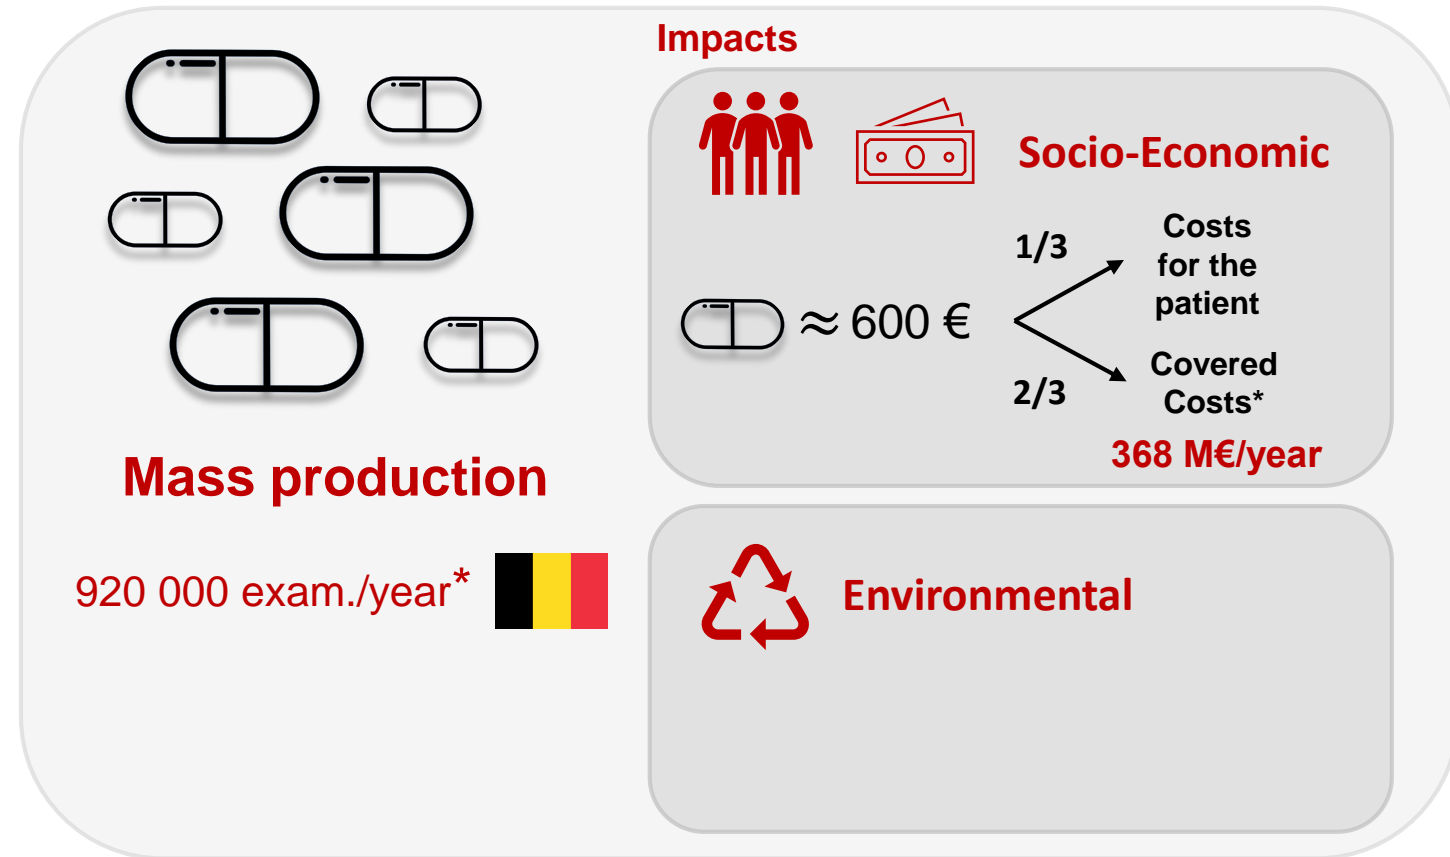 Impacts
Mass production
920 000 exam./year*
Socio-Economic
≈ 600 €
1/3
Costs
for the
patient
2/3
Covered
Costs*
368 M€/year
Environmental